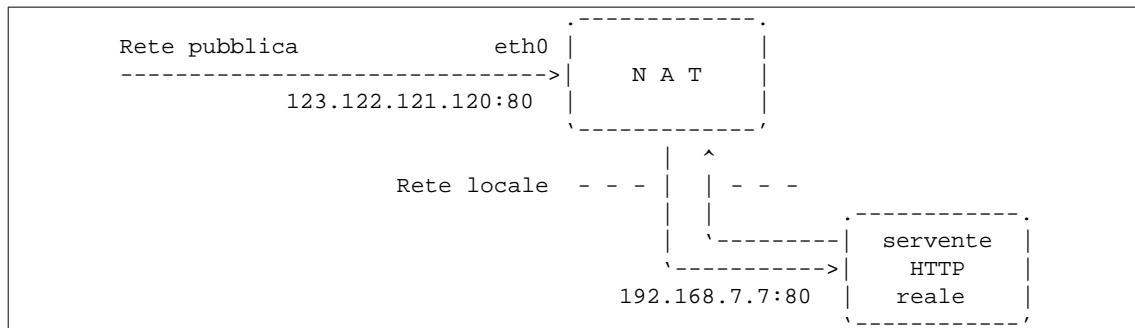 Rete pubblica eth0
N A T
123.122.121.120:80
Rete locale
servente
HTTP
192.168.7.7:80 reale